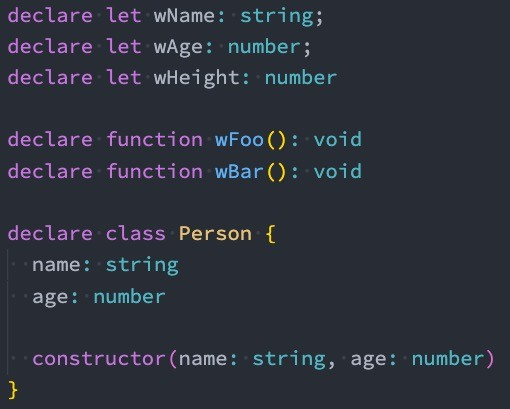 declare let wName: string;
declare let wAge: number;
declare let wHeight: number
declare function wFoo(): void
declare function wBar(): void
declare class Person {
name: string
age: number
constructor(name: string, age: number)
}